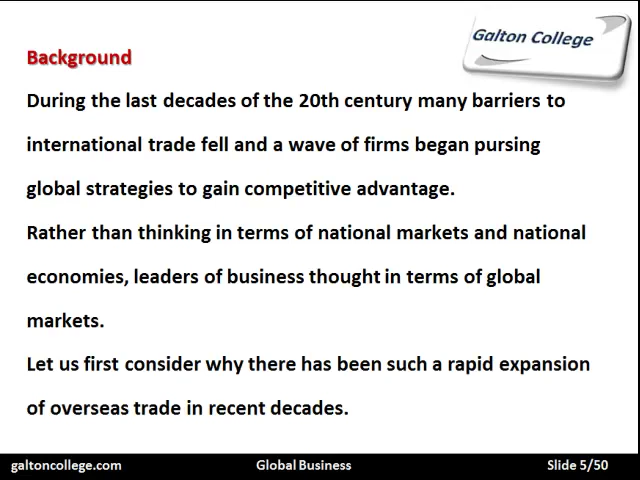 Galton College
Background
During the last decades of the 20th century many barriers to
international trade fell and a wave of firms began pursing
global strategies to gain competitive advantage.
Rather than thinking in terms of national markets and national
economies, leaders of business thought in terms of global
markets.
Let us first consider why there has been such a rapid expansion
of overseas trade in recent decades.
galtoncollege.com Global Business Slide 5/50